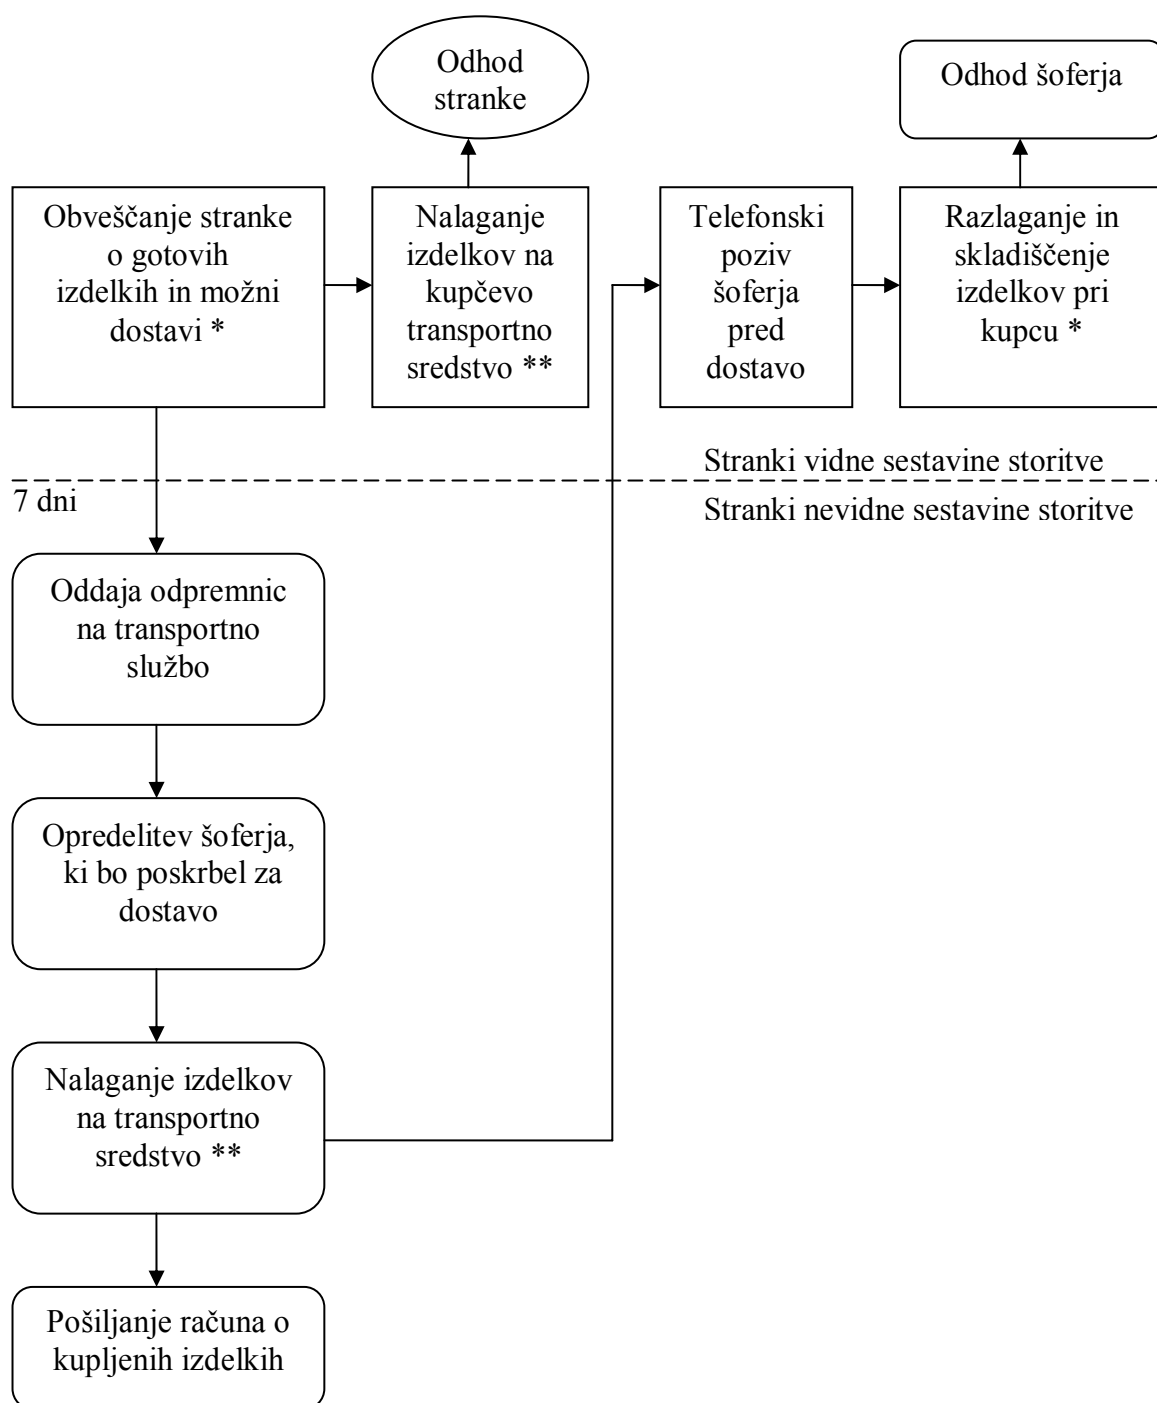 Odhod
stranke
Odhod šoferja
Obveščanje stranke
o gotovih
izdelkih in možni
dostavi *
Nalaganje
izdelkov na
kupčevo
transportno
sredstvo **
Telefonski
poziv
šoferja
pred
dostavo
Razlaganje in
skladiščenje
izdelkov pri
kupcu *
Stranki vidne sestavine storitve
7 dni
Stranki nevidne sestavine storitve
Oddaja odpremnic
na transportno
službo
Opredelitev šoferja,
ki bo poskrbel za
dostavo
Nalaganje izdelkov
na transportno
sredstvo **
Pošiljanje računa o
kupljenih izdelkih